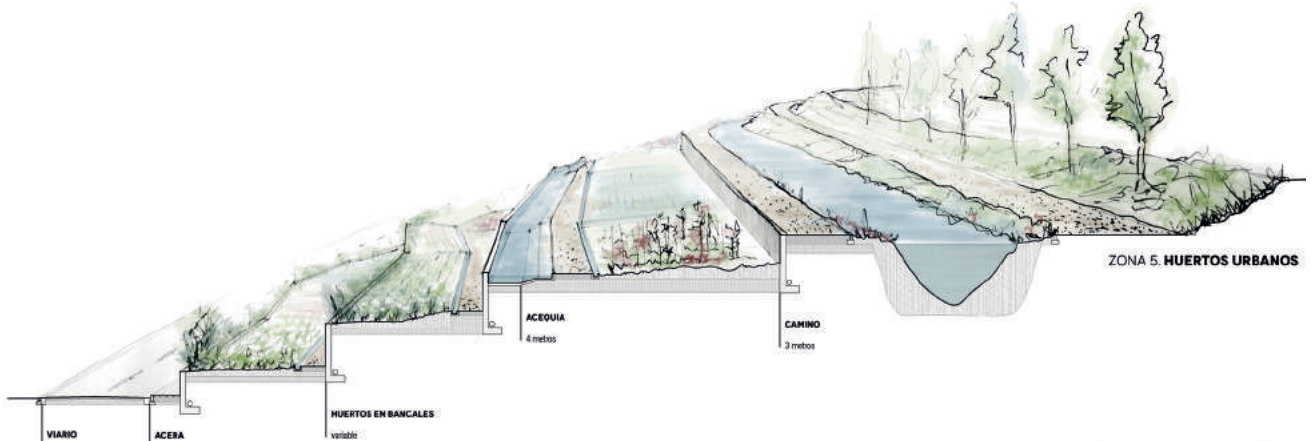 ZONA 5. HUERTOS URBANOS
ACEQUIA
4 metros
CAMINO
3 metros
HUERTOS EN BANCALES
variable
VIARIO
ACERA